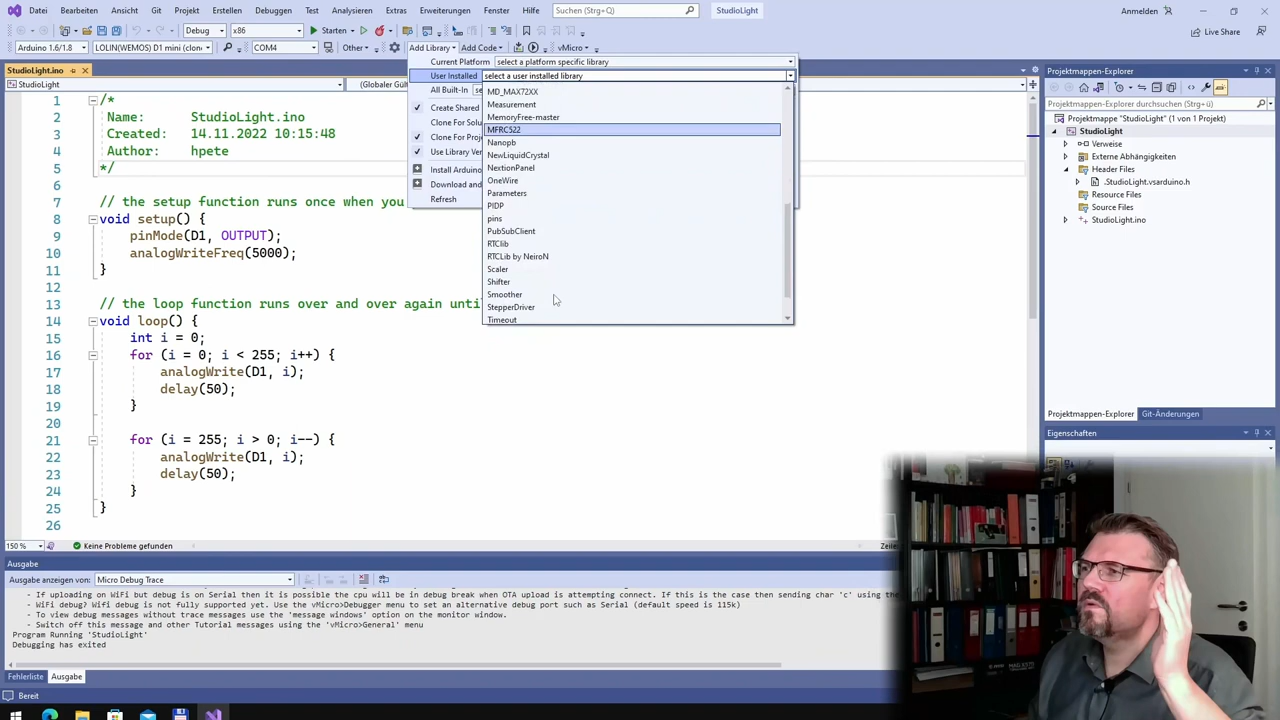 Datei Bearbeiten Ansicht Git Projekt Erstellen Debuggen Test Analysieren Extras Erweiterungen Fenster Hilfe Suchen (Strg+Q) StudioLight Anmelden
Debug x86 Starten Live Share
Arduino 1.6/1.8 LOLIN(WEMOS) D1 mini (clone) COM4 Other Add Library Add Code vMicro
StudioLight.ino
StudioLight (Globaler Gült
Current Platform select a platform specific library
User Installed select a user installed library
All Built-In se
Create Shared
Clone For Solu
Clone For Proje
Use Library Ver
Install Arduino
Download and
Refresh
MD_MAX72XX
Measurement
MemoryFree-master
MFRC522
Nanopb
NewLiquidCrystal
NextionPanel
OneWire
Parameters
PIDP
pins
PubSubClient
RTClib
RTCLib by NeiroN
Scaler
Shifter
Smoother
StepperDriver
Timeout
1 /*
2 Name: StudioLight.ino
3 Created: 14.11.2022 10:15:48
4 Author: hpete
5 */
6
7 // the setup function runs once when you
8 void setup() {
9 pinMode(D1, OUTPUT);
10 analogWriteFreq(5000);
11 }
12
13 // the loop function runs over and over again unti
14 void loop() {
15 int i = 0;
16 for (i = 0; i < 255; i++) {
17 analogWrite(D1, i);
18 delay(50);
19 }
20
21 for (i = 255; i > 0; i--) {
22 analogWrite(D1, i);
23 delay(50);
24 }
25 }
26
150 % Keine Probleme gefunden Zeile:
Projektmappen-Explorer
Projektmappen-Explorer durchsuchen (Strg+ü)
Projektmappe "StudioLight" (1 von 1 Projekt)
StudioLight
Verweise
Externe Abhängigkeiten
Header Files
.StudioLight.vsarduino.h
Resource Files
Source Files
StudioLight.ino
Projektmappen-Explorer Git-Änderungen
Eigenschaften
Ausgabe
Ausgabe anzeigen von: Micro Debug Trace
- If uploading on Wifi but debug is on Serial then it is possible the cpu will be in debug break when OTA upload is attempting connect. If this is the case then sending char 'c' using the
- WiFi debug? Wifi debug is not fully supported yet. Use the vMicro>Debugger menu to set an alternative debug port such as Serial (default speed is 115k)
- To view debug messages without trace messages use the 'message windows' option on the monitor window.
- Switch off this message and other Tutorial messages using the 'vMicro>General' menu
Program Running 'StudioLight'
Debugging has exited
Fehlerliste Ausgabe
Bereit